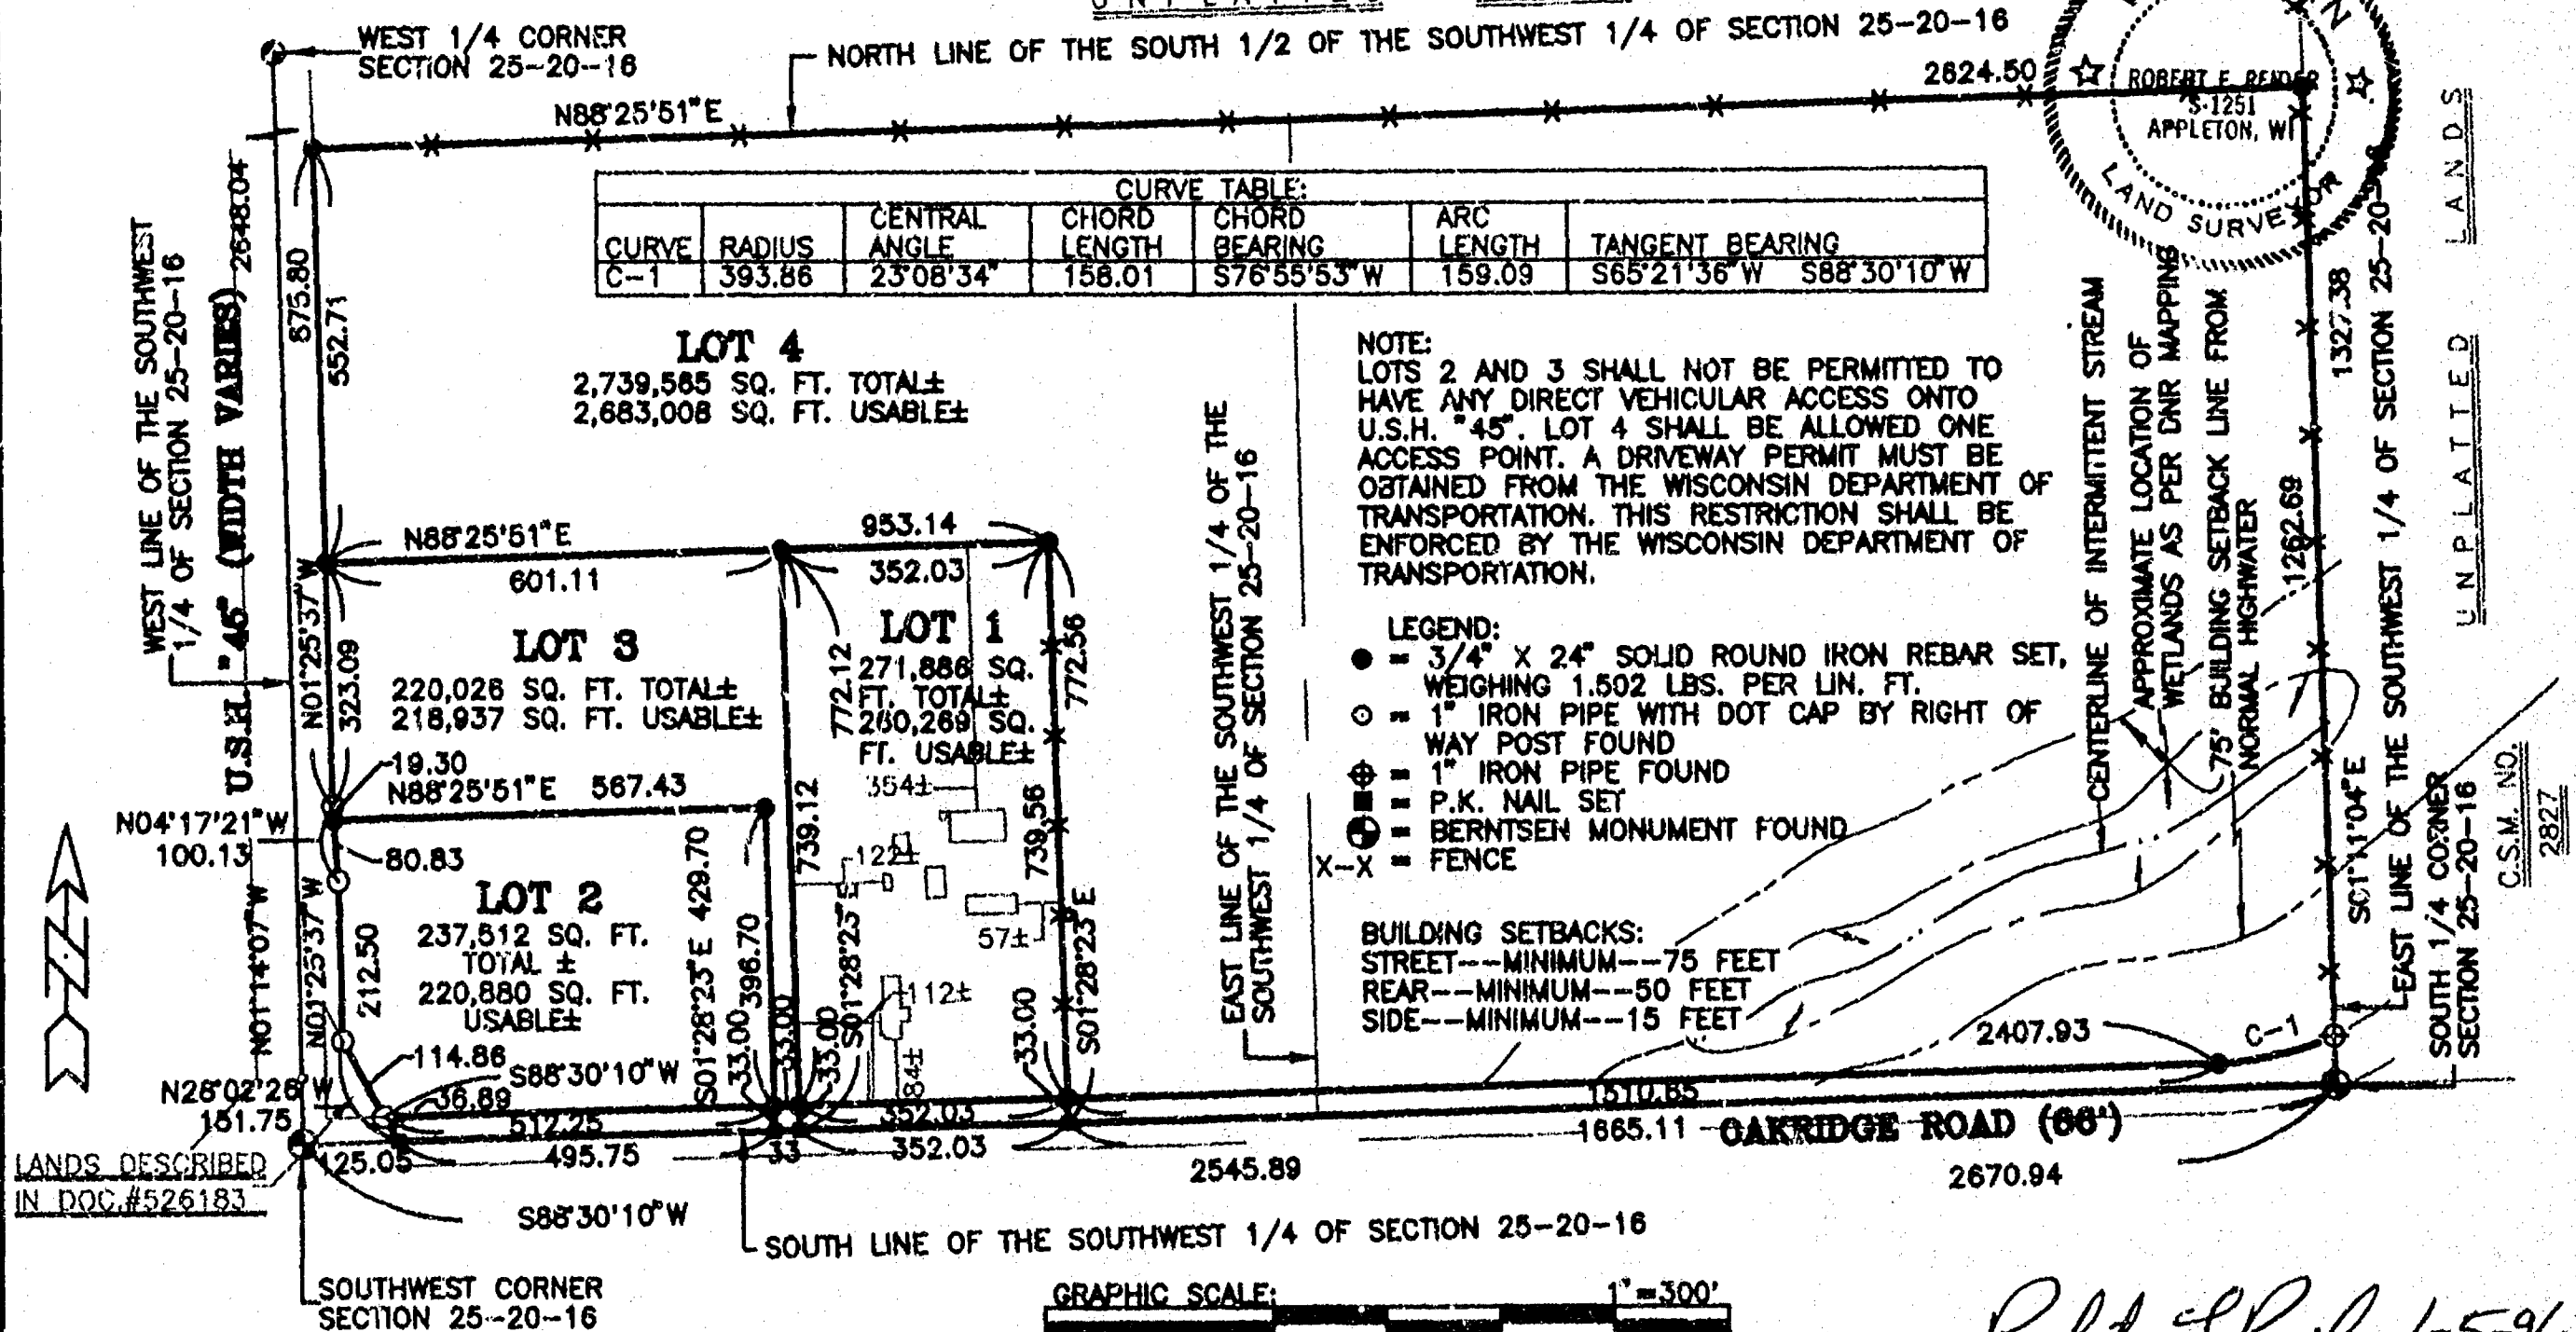 WEST 1/4 CORNER
SECTION 25-20-16
NORTH LINE OF THE SOUTH 1/2 OF THE SOUTHWEST 1/4 OF SECTION 25-20-16
2624.50
N88°25'51"E
ROBERT F. REIDER
S-1251
APPLETON, WI
LAND SURVEYOR
UNPLATTED LANDS
CURVE TABLE:
CURVE RADIUS CENTRAL ANGLE CHORD LENGTH CHORD BEARING ARC LENGTH TANGENT BEARING
C-1 393.86 23°08'34" 158.01 S76°55'53"W 159.09 S65°21'36"W S88°30'10"W
WEST LINE OF THE SOUTHWEST
1/4 OF SECTION 25-20-16
U.S.H. "45" (WIDTH VARIES)
2648.04
875.80
552.71
LOT 4
2,739,565 SQ. FT. TOTAL±
2,683,008 SQ. FT. USABLE±
NOTE:
LOTS 2 AND 3 SHALL NOT BE PERMITTED TO
HAVE ANY DIRECT VEHICULAR ACCESS ONTO
U.S.H. "45". LOT 4 SHALL BE ALLOWED ONE
ACCESS POINT. A DRIVEWAY PERMIT MUST BE
OBTAINED FROM THE WISCONSIN DEPARTMENT OF
TRANSPORTATION. THIS RESTRICTION SHALL BE
ENFORCED BY THE WISCONSIN DEPARTMENT OF
TRANSPORTATION.
CENTERLINE OF INTERMITTENT STREAM
APPROXIMATE LOCATION OF
WETLANDS AS PER DNR MAPPING
75' BUILDING SETBACK LINE FROM
NORMAL HIGHWATER
1327.38
1262.69
S01°11'04"E
EAST LINE OF THE SOUTHWEST 1/4 OF SECTION 25-20-16
SOUTH 1/4 CORNER
SECTION 25-20-16
C.S.M. NO.
2827
N88°25'51"E
953.14
601.11
352.03
N01°25'37"W
323.09
LOT 3
220,026 SQ. FT. TOTAL±
218,937 SQ. FT. USABLE±
LOT 1
271,886 SQ.
FT. TOTAL±
260,269 SQ.
FT. USABLE±
772.12
772.56
739.12
739.56
354±
122±
57±
112±
84±
EAST LINE OF THE SOUTHWEST 1/4 OF THE
SOUTHWEST 1/4 OF SECTION 25-20-16
LEGEND:
= 3/4" X 24" SOLID ROUND IRON REBAR SET,
WEIGHING 1.502 LBS. PER LIN. FT.
= 1" IRON PIPE WITH DOT CAP BY RIGHT OF
WAY POST FOUND
= 1" IRON PIPE FOUND
= P.K. NAIL SET
= BERNTSEN MONUMENT FOUND
X-X = FENCE
BUILDING SETBACKS:
STREET--MINIMUM--75 FEET
REAR--MINIMUM--50 FEET
SIDE--MINIMUM--15 FEET
19.30
N88°25'51"E 567.43
N04°17'21"W
100.13
80.83
LOT 2
237,512 SQ. FT.
TOTAL ±
220,880 SQ. FT.
USABLE±
N01°14'07"W
N01°25'37"W
212.50
S01°28'23"E 429.70
33.00 396.70
33.00
33.00
S01°28'23"E
33.00
S01°28'23"E
114.86
S88°30'10"W
N28°02'26"W
151.75
36.89
512.25
352.03
1510.65
2407.93
C-1
125.05
495.75
33
352.03
1665.11
OAKRIDGE ROAD (66')
2545.89
2670.94
LANDS DESCRIBED
IN DOC.#526183
S88°30'10"W
SOUTH LINE OF THE SOUTHWEST 1/4 OF SECTION 25-20-16
SOUTHWEST CORNER
SECTION 25-20-16
GRAPHIC SCALE: 1"=300'